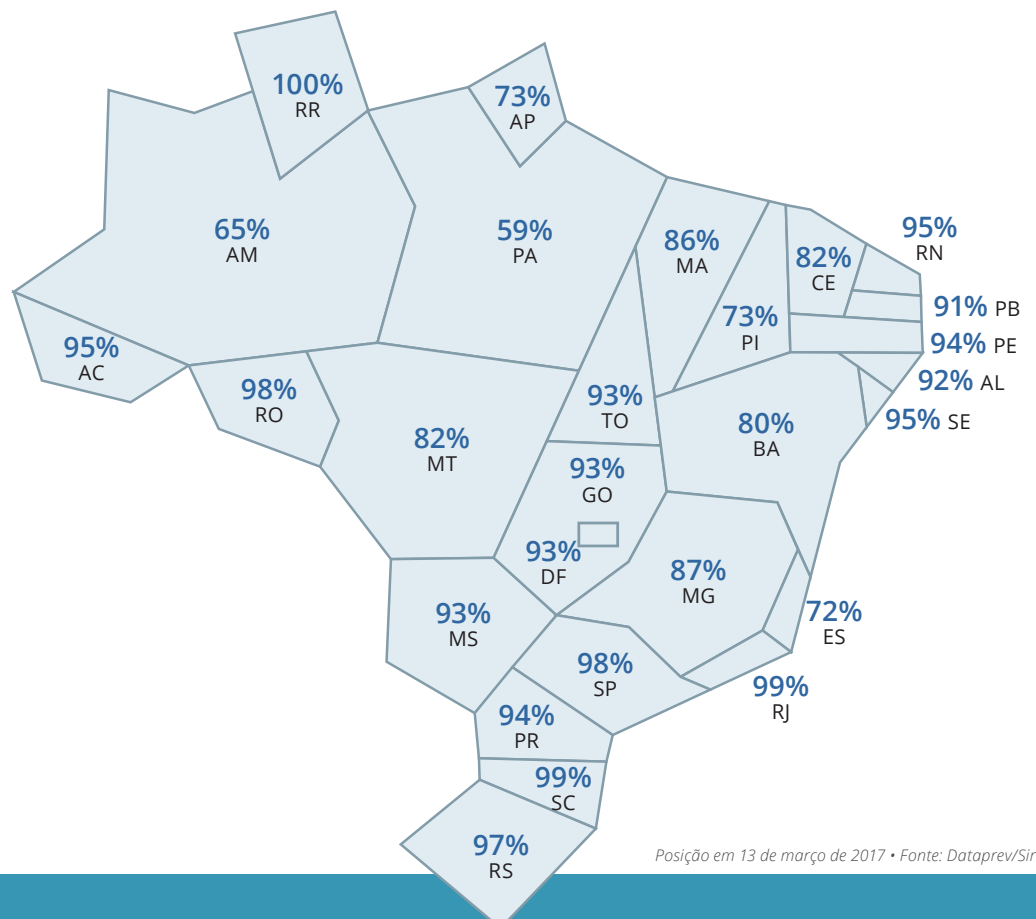 100%
RR
73%
AP
65%
AM
59%
PA
86%
MA
82%
CE
95%
RN
73%
PI
91% PB
94% PE
92% AL
95% SE
95%
AC
98%
RO
82%
MT
93%
TO
80%
BA
93%
GO
93%
DF
87%
MG
72%
ES
93%
MS
98%
SP
99%
RJ
94%
PR
99%
SC
97%
RS
Posição em 13 de março de 2017 • Fonte: Dataprev/Sir